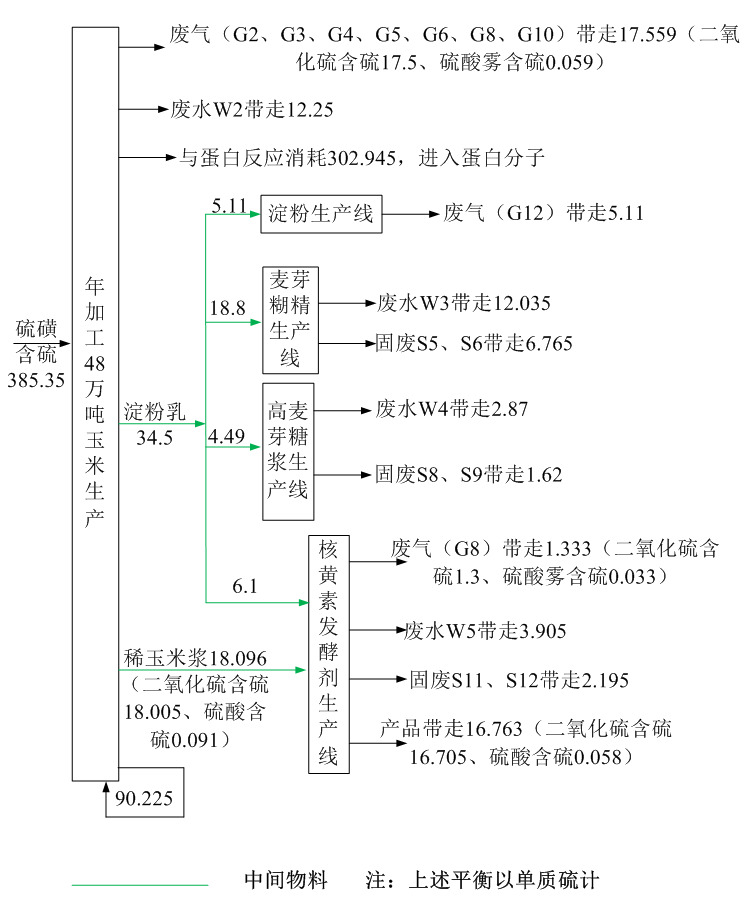 废气（G2、G3、G4、G5、G6、G8、G10）带走17.559（二氧
化硫含硫17.5、硫酸雾含硫0.059）
废水W2带走12.25
与蛋白反应消耗302.945，进入蛋白分子
5.11
淀粉生产线
废气（G12）带走5.11
年加工48万吨玉米生产
硫磺
含硫
385.35
18.8
麦芽
糊精
生产
线
废水W3带走12.035
固废S5、S6带走6.765
淀粉乳
34.5
4.49
高麦
芽糖
浆生
产线
废水W4带走2.87
固废S8、S9带走1.62
6.1
核黄素发酵剂生产线
废气（G8）带走1.333（二氧化硫含
硫1.3、硫酸雾含硫0.033）
废水W5带走3.905
固废S11、S12带走2.195
产品带走16.763（二氧化硫含硫
16.705、硫酸含硫0.058）
稀玉米浆18.096
（二氧化硫含硫
18.005、硫酸含
硫0.091）
90.225
中间物料 注：上述平衡以单质硫计